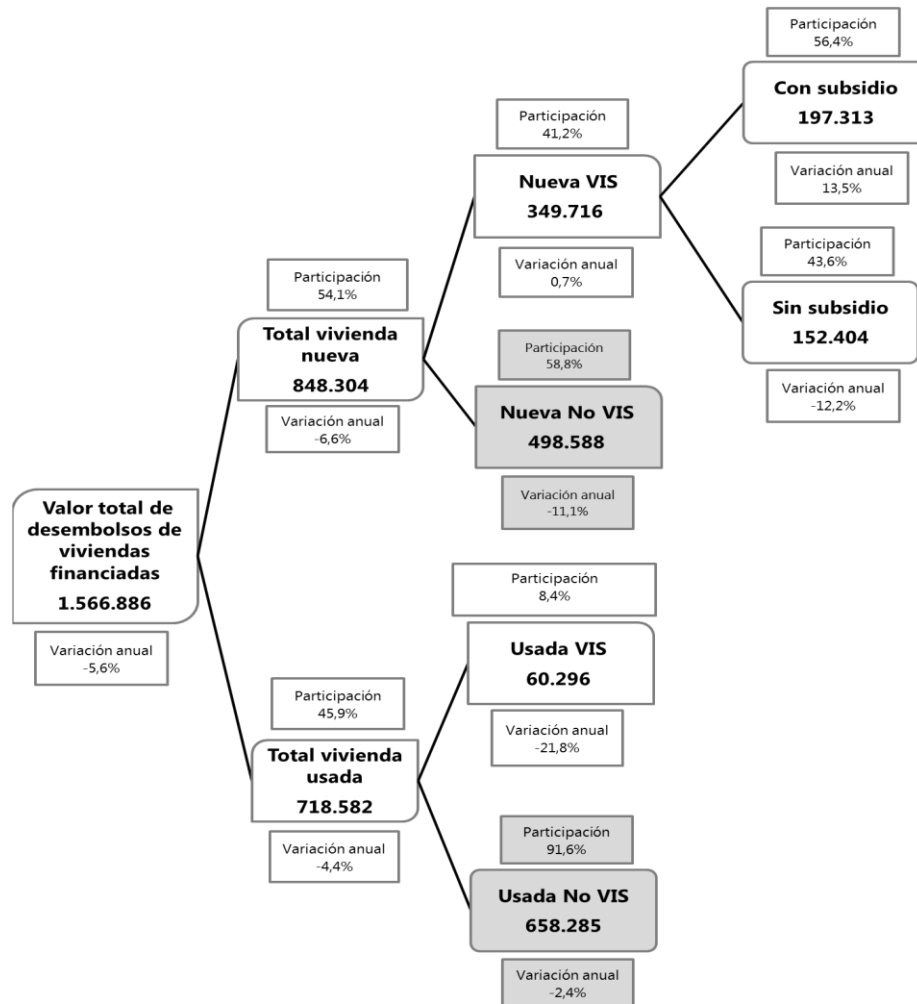 Participación
56,4%
Con subsidio
197.313
Variación anual
13,5%
Participación
41,2%
Nueva VIS
349.716
Variación anual
0,7%
Participación
43,6%
Sin subsidio
152.404
Variación anual
-12,2%
Participación
54,1%
Total vivienda
nueva
848.304
Variación anual
-6,6%
Participación
58,8%
Nueva No VIS
498.588
Variación anual
-11,1%
Valor total de
desembolsos de
viviendas
financiadas
1.566.886
Variación anual
-5,6%
Participación
8,4%
Usada VIS
60.296
Variación anual
-21,8%
Participación
45,9%
Total vivienda
usada
718.582
Variación anual
-4,4%
Participación
91,6%
Usada No VIS
658.285
Variación anual
-2,4%